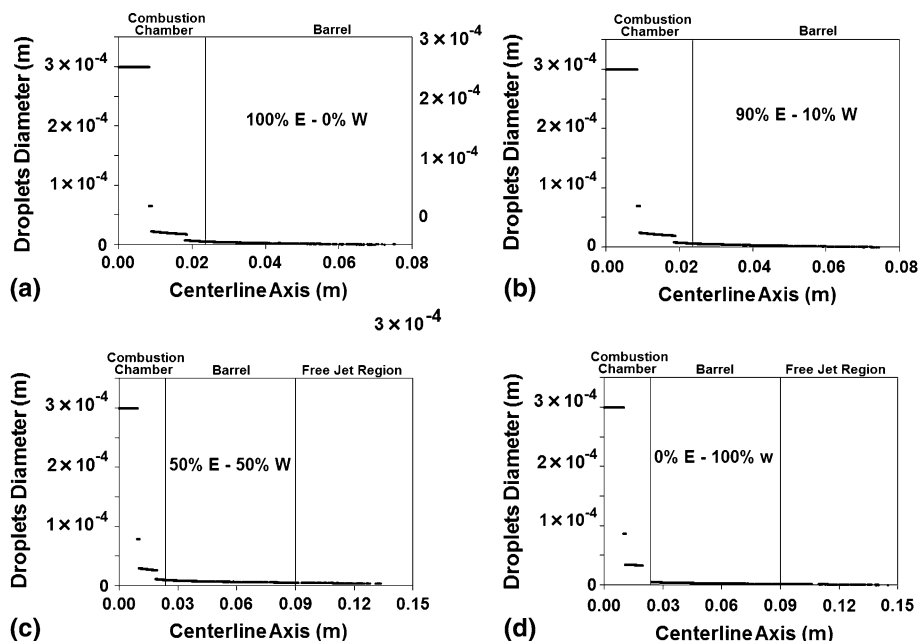 Combustion
Chamber
Barrel
Droplets Diameter (m)
3 × 10⁻⁴
2 × 10⁻⁴
1 × 10⁻⁴
0
100% E - 0% W
0.00 0.02 0.04 0.06 0.08
Centerline Axis (m)
(a)
3 × 10⁻⁴
2 × 10⁻⁴
1 × 10⁻⁴
0
Combustion
Chamber
Barrel
Droplets Diameter (m)
3 × 10⁻⁴
2 × 10⁻⁴
1 × 10⁻⁴
0
90% E - 10% W
0.00 0.02 0.04 0.06 0.08
Centerline Axis (m)
(b)
3 × 10⁻⁴
Combustion
Chamber
Barrel
Free Jet Region
Droplets Diameter (m)
3 × 10⁻⁴
2 × 10⁻⁴
1 × 10⁻⁴
0
50% E - 50% W
0.00 0.03 0.06 0.09 0.12 0.15
Centerline Axis (m)
(c)
Combustion
Chamber
Barrel
Free Jet Region
Droplets Diameter (m)
3 × 10⁻⁴
2 × 10⁻⁴
1 × 10⁻⁴
0
0% E - 100% w
0.00 0.03 0.06 0.09 0.12 0.15
Centerline Axis (m)
(d)